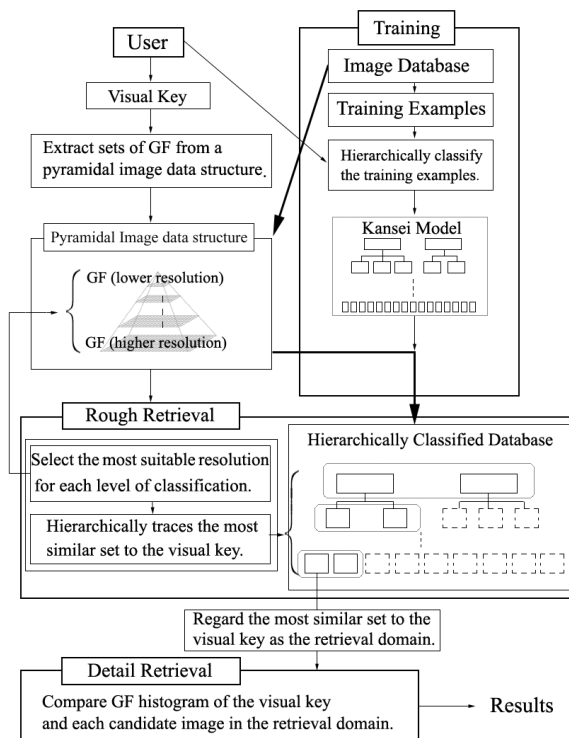 User
Visual Key
Extract sets of GF from a
pyramidal image data structure.
Pyramidal Image data structure
GF (lower resolution)
GF (higher resolution)
Training
Image Database
Training Examples
Hierarchically classify
the training examples.
Kansei Model
Rough Retrieval
Select the most suitable resolution
for each level of classification.
Hierarchically traces the most
similar set to the visual key.
Hierarchically Classified Database
Regard the most similar set to the
visual key as the retrieval domain.
Detail Retrieval
Compare GF histogram of the visual key
and each candidate image in the retrieval domain.
Results